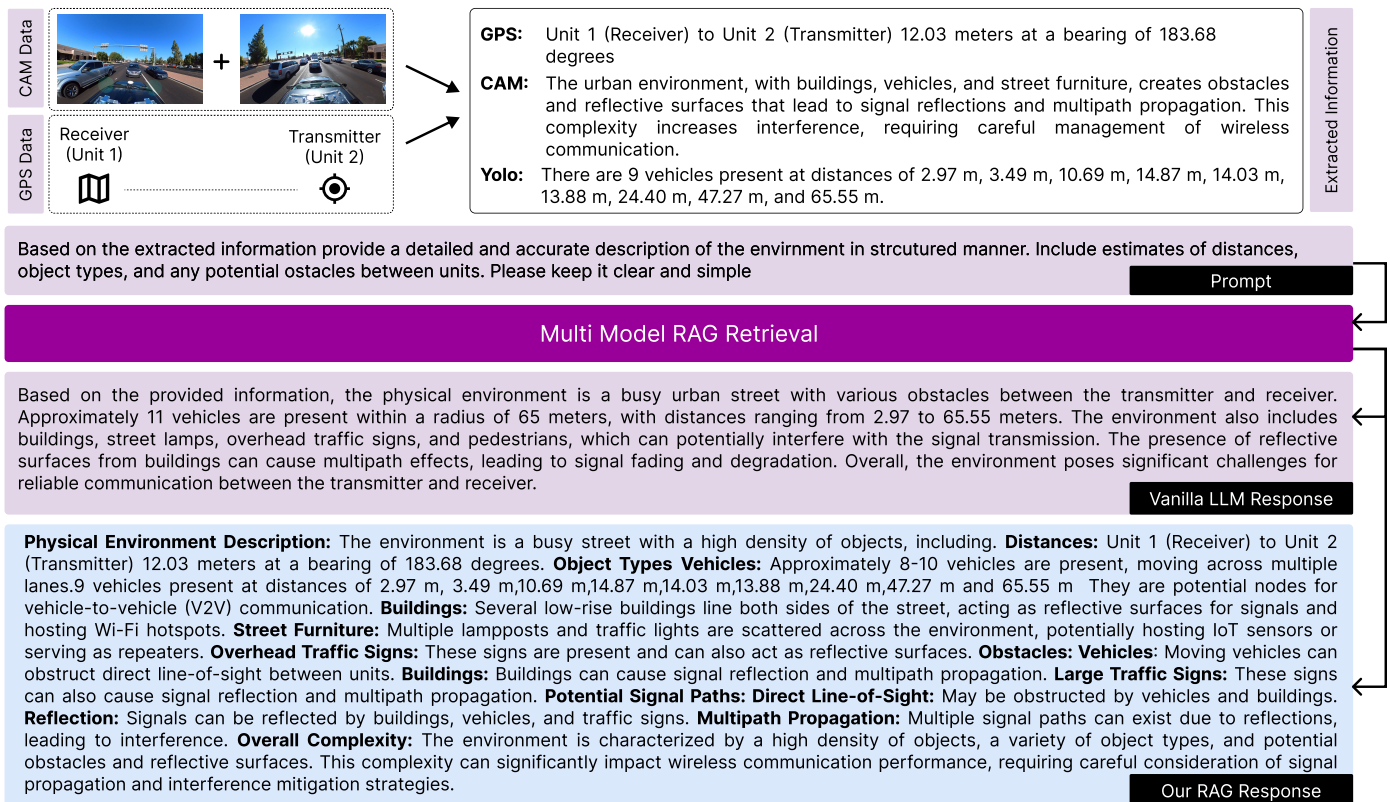 CAM Data
GPS Data
+
Receiver
(Unit 1)
Transmitter
(Unit 2)
GPS: Unit 1 (Receiver) to Unit 2 (Transmitter) 12.03 meters at a bearing of 183.68
degrees
CAM: The urban environment, with buildings, vehicles, and street furniture, creates obstacles
and reflective surfaces that lead to signal reflections and multipath propagation. This
complexity increases interference, requiring careful management of wireless
communication.
Yolo: There are 9 vehicles present at distances of 2.97 m, 3.49 m, 10.69 m, 14.87 m, 14.03 m,
13.88 m, 24.40 m, 47.27 m, and 65.55 m.
Extracted Information
Based on the extracted information provide a detailed and accurate description of the envirnment in strcutured manner. Include estimates of distances,
object types, and any potential ostacles between units. Please keep it clear and simple
Prompt
Multi Model RAG Retrieval
Based on the provided information, the physical environment is a busy urban street with various obstacles between the transmitter and receiver.
Approximately 11 vehicles are present within a radius of 65 meters, with distances ranging from 2.97 to 65.55 meters. The environment also includes
buildings, street lamps, overhead traffic signs, and pedestrians, which can potentially interfere with the signal transmission. The presence of reflective
surfaces from buildings can cause multipath effects, leading to signal fading and degradation. Overall, the environment poses significant challenges for
reliable communication between the transmitter and receiver.
Vanilla LLM Response
Physical Environment Description: The environment is a busy street with a high density of objects, including. Distances: Unit 1 (Receiver) to Unit 2
(Transmitter) 12.03 meters at a bearing of 183.68 degrees. Object Types Vehicles: Approximately 8-10 vehicles are present, moving across multiple
lanes.9 vehicles present at distances of 2.97 m, 3.49 m,10.69 m,14.87 m,14.03 m,13.88 m,24.40 m,47.27 m and 65.55 m They are potential nodes for
vehicle-to-vehicle (V2V) communication. Buildings: Several low-rise buildings line both sides of the street, acting as reflective surfaces for signals and
hosting Wi-Fi hotspots. Street Furniture: Multiple lampposts and traffic lights are scattered across the environment, potentially hosting IoT sensors or
serving as repeaters. Overhead Traffic Signs: These signs are present and can also act as reflective surfaces. Obstacles: Vehicles: Moving vehicles can
obstruct direct line-of-sight between units. Buildings: Buildings can cause signal reflection and multipath propagation. Large Traffic Signs: These signs
can also cause signal reflection and multipath propagation. Potential Signal Paths: Direct Line-of-Sight: May be obstructed by vehicles and buildings.
Reflection: Signals can be reflected by buildings, vehicles, and traffic signs. Multipath Propagation: Multiple signal paths can exist due to reflections,
leading to interference. Overall Complexity: The environment is characterized by a high density of objects, a variety of object types, and potential
obstacles and reflective surfaces. This complexity can significantly impact wireless communication performance, requiring careful consideration of signal
propagation and interference mitigation strategies.
Our RAG Response